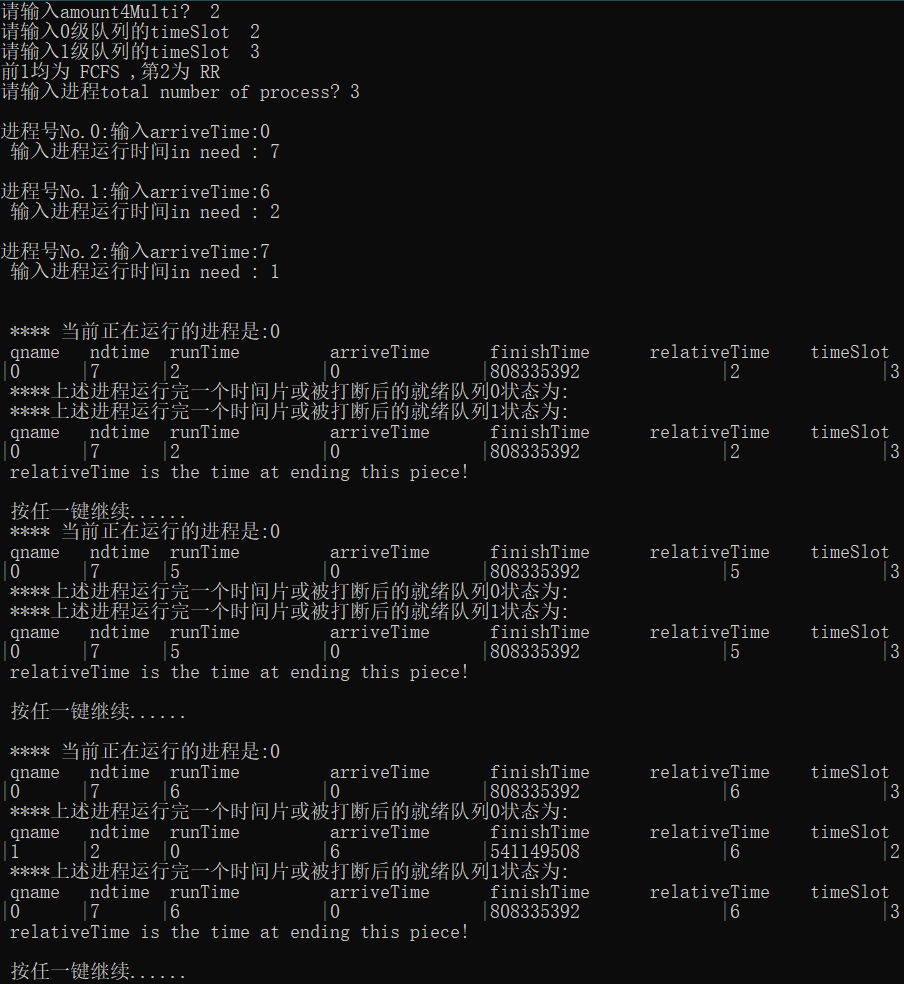 请输入amount4Multi?  2
请输入0级队列的timeSlot  2
请输入1级队列的timeSlot  3
前1均为 FCFS ,第2为 RR
请输入进程total number of process? 3
进程号No.0:输入arriveTime:0
输入进程运行时间in need : 7
进程号No.1:输入arriveTime:6
输入进程运行时间in need : 2
进程号No.2:输入arriveTime:7
输入进程运行时间in need : 1
**** 当前正在运行的进程是:0
qname   ndtime  runTime         arriveTime      finishTime      relativeTime    timeSlot
|0      |7      |2              |0              |808335392              |2              |3
****上述进程运行完一个时间片或被打断后的就绪队列0状态为:
****上述进程运行完一个时间片或被打断后的就绪队列1状态为:
qname   ndtime  runTime         arriveTime      finishTime      relativeTime    timeSlot
|0      |7      |2              |0              |808335392              |2              |3
relativeTime is the time at ending this piece!
按任一键继续......
**** 当前正在运行的进程是:0
qname   ndtime  runTime         arriveTime      finishTime      relativeTime    timeSlot
|0      |7      |5              |0              |808335392              |5              |3
****上述进程运行完一个时间片或被打断后的就绪队列0状态为:
****上述进程运行完一个时间片或被打断后的就绪队列1状态为:
qname   ndtime  runTime         arriveTime      finishTime      relativeTime    timeSlot
|0      |7      |5              |0              |808335392              |5              |3
relativeTime is the time at ending this piece!
按任一键继续......
**** 当前正在运行的进程是:0
qname   ndtime  runTime         arriveTime      finishTime      relativeTime    timeSlot
|0      |7      |6              |0              |808335392              |6              |3
****上述进程运行完一个时间片或被打断后的就绪队列0状态为:
qname   ndtime  runTime         arriveTime      finishTime      relativeTime    timeSlot
|1      |2      |0              |6              |541149508              |6              |2
****上述进程运行完一个时间片或被打断后的就绪队列1状态为:
qname   ndtime  runTime         arriveTime      finishTime      relativeTime    timeSlot
|0      |7      |6              |0              |808335392              |6              |3
relativeTime is the time at ending this piece!
按任一键继续......